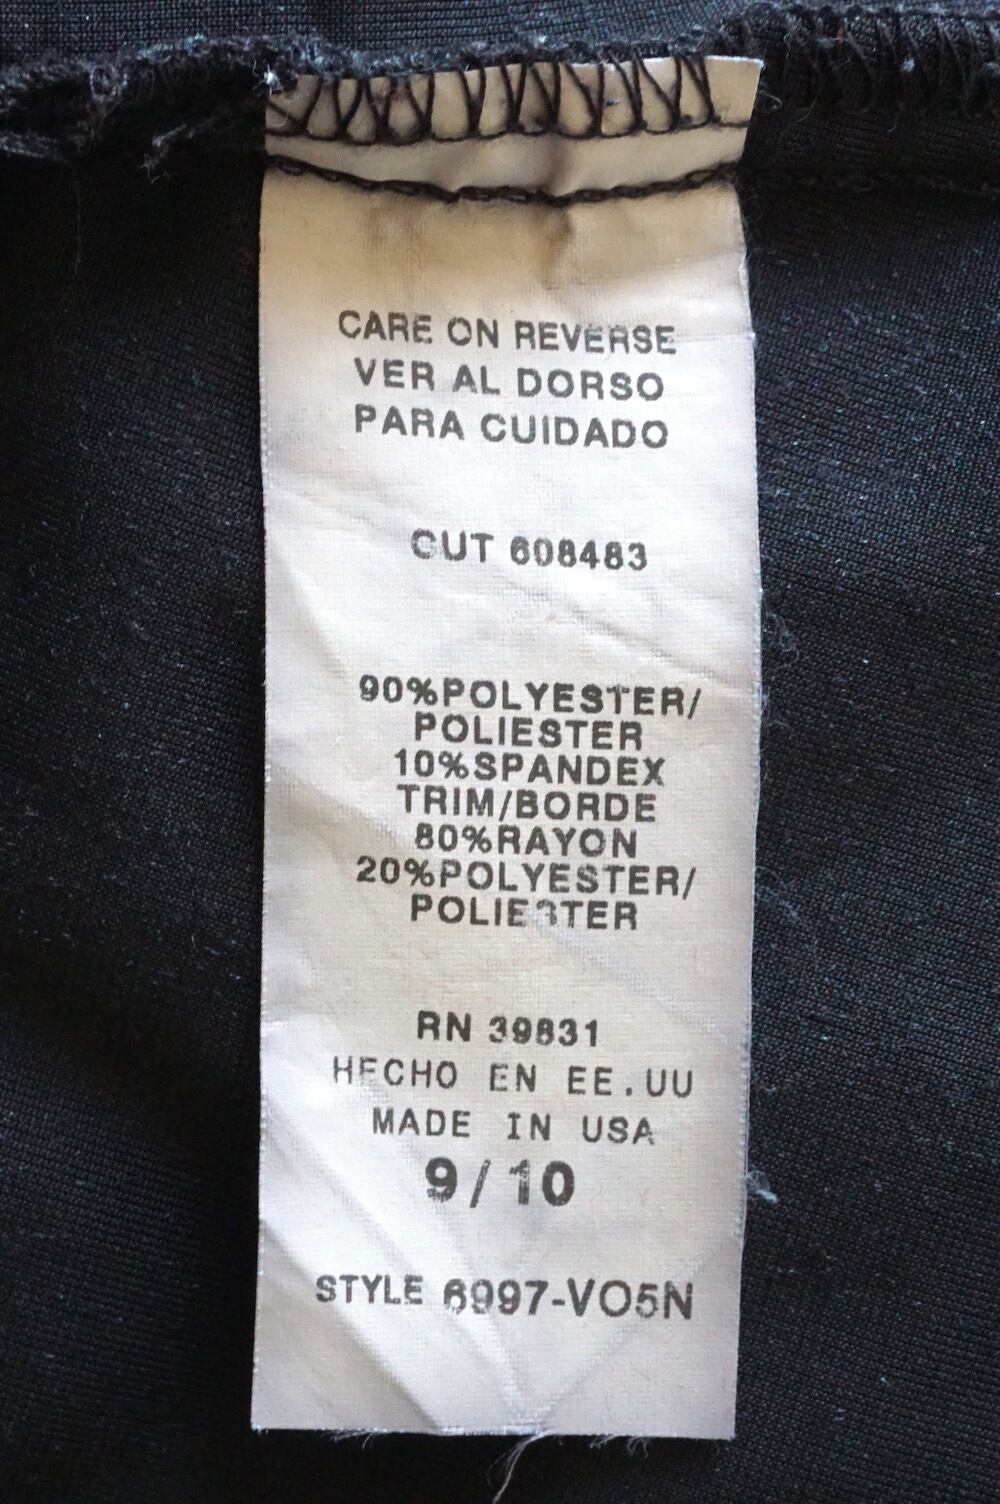 CARE ON REVERSE
VER AL DORSO
PARA CUIDADO
CUT 608483
90%POLYESTER/
POLIESTER
10%SPANDEX
TRIM/BORDE
80%RAYON
20%POLYESTER/
POLIESTER
RN 39831
HECHO EN EE.UU
MADE IN USA
9/10
STYLE 6997-VO5N